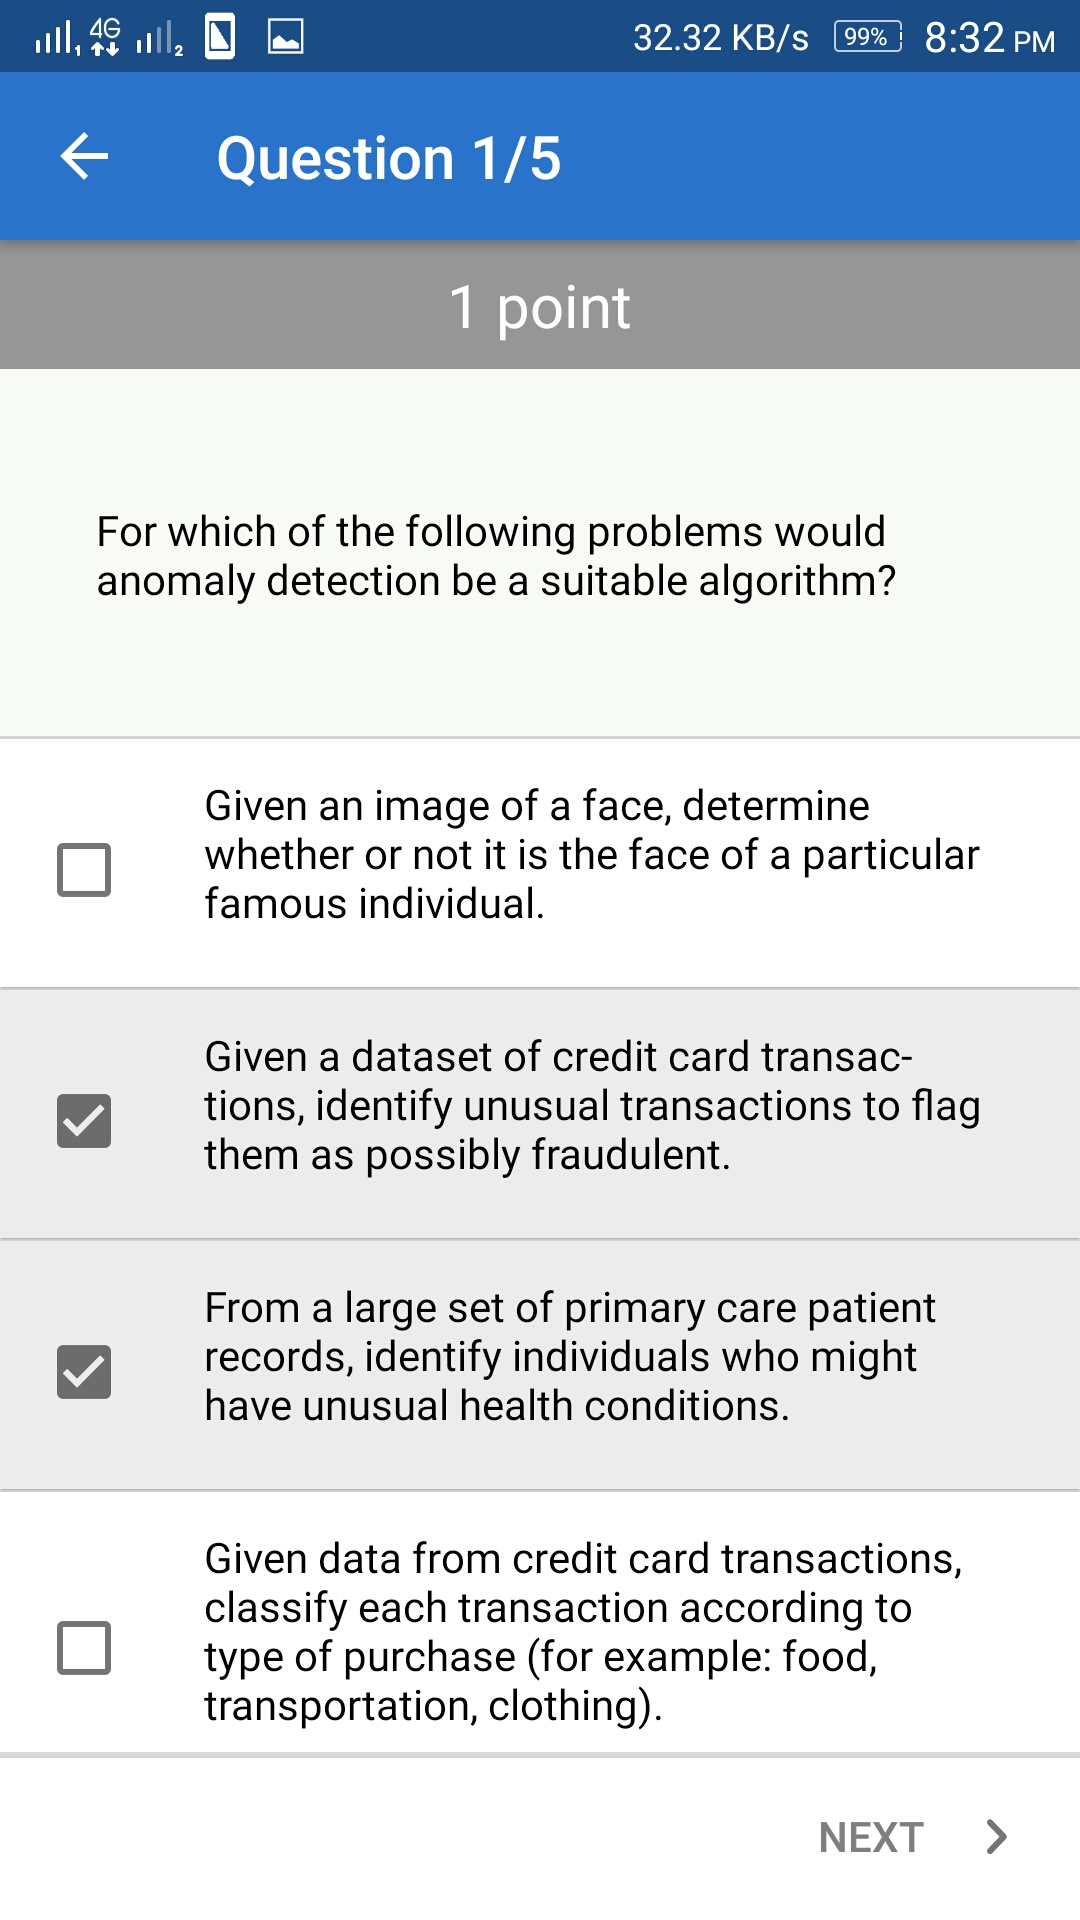 1 4G 2 32.32 KB/s 99% 8:32 PM
Question 1/5
1 point
For which of the following problems would
anomaly detection be a suitable algorithm?
Given an image of a face, determine
whether or not it is the face of a particular
famous individual.
Given a dataset of credit card transac-
tions, identify unusual transactions to flag
them as possibly fraudulent.
From a large set of primary care patient
records, identify individuals who might
have unusual health conditions.
Given data from credit card transactions,
classify each transaction according to
type of purchase (for example: food,
transportation, clothing).
NEXT